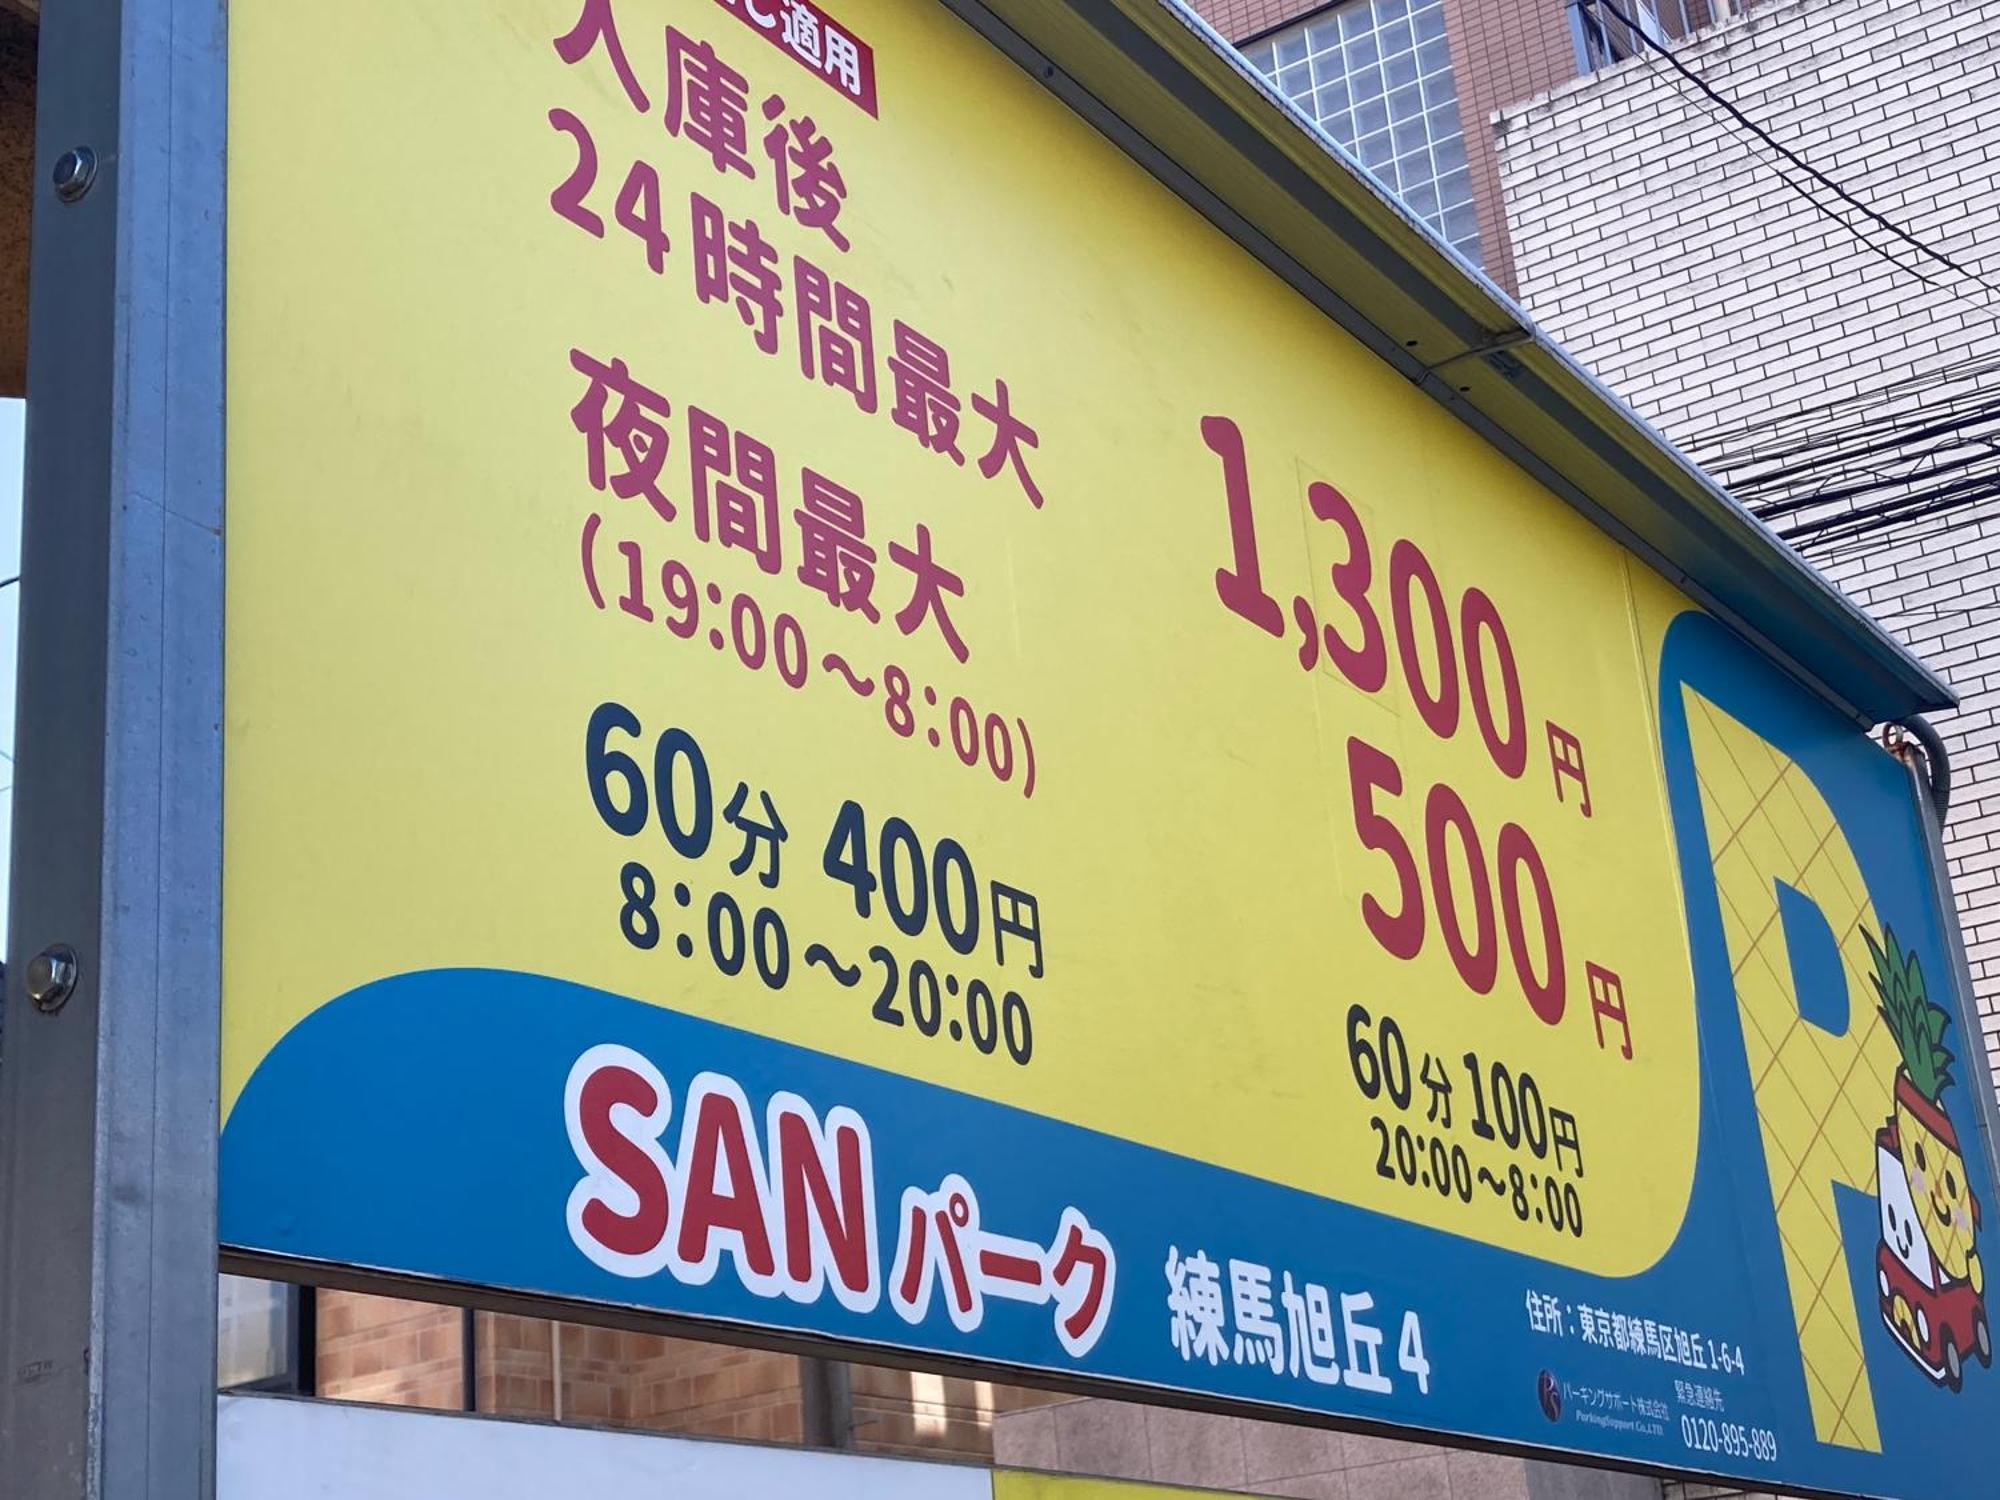 適用
入庫後
24時間最大 1,300円
夜間最大 500円
(19:00～8:00)
60分 400円
8:00～20:00
60分 100円
20:00～8:00
P
SANパーク 練馬旭丘4
住所：東京都練馬区旭丘1-6-4
パーキングサポート株式会社
ParkingSupport Co.,LTD
緊急連絡先
0120-895-889